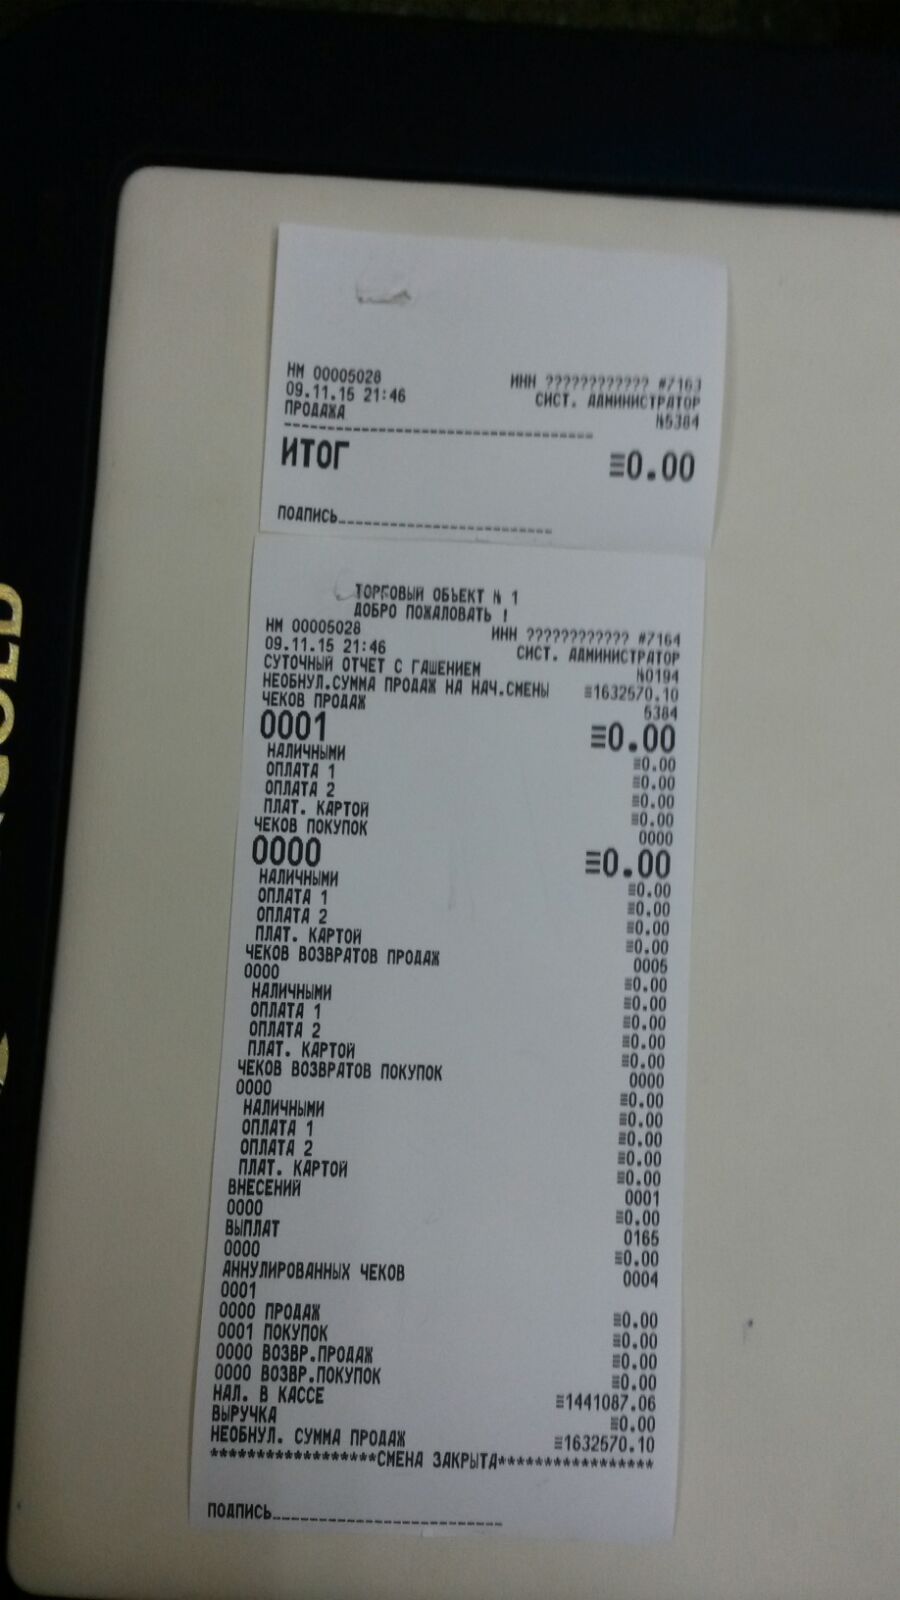 НМ 00005028 ИНН ???????????? #7163
09.11.15 21:46 СИСТ. АДМИНИСТРАТОР
ПРОДАЖА №5384
ИТОГ ≡0.00
ПОДПИСЬ
ТОРГОВЫЙ ОБЪЕКТ № 1
ДОБРО ПОЖАЛОВАТЬ !
НМ 00005028 ИНН ???????????? #7164
09.11.15 21:46 СИСТ. АДМИНИСТРАТОР
СУТОЧНЫЙ ОТЧЕТ С ГАШЕНИЕМ №0194
НЕОБНУЛ.СУММА ПРОДАЖ НА НАЧ.СМЕНЫ ≡1632570.10
ЧЕКОВ ПРОДАЖ 5384
0001 ≡0.00
НАЛИЧНЫМИ ≡0.00
ОПЛАТА 1 ≡0.00
ОПЛАТА 2 ≡0.00
ПЛАТ. КАРТОЙ ≡0.00
ЧЕКОВ ПОКУПОК 0000
0000 ≡0.00
НАЛИЧНЫМИ ≡0.00
ОПЛАТА 1 ≡0.00
ОПЛАТА 2 ≡0.00
ПЛАТ. КАРТОЙ ≡0.00
ЧЕКОВ ВОЗВРАТОВ ПРОДАЖ 0005
0000 ≡0.00
НАЛИЧНЫМИ ≡0.00
ОПЛАТА 1 ≡0.00
ОПЛАТА 2 ≡0.00
ПЛАТ. КАРТОЙ ≡0.00
ЧЕКОВ ВОЗВРАТОВ ПОКУПОК 0000
0000 ≡0.00
НАЛИЧНЫМИ ≡0.00
ОПЛАТА 1 ≡0.00
ОПЛАТА 2 ≡0.00
ПЛАТ. КАРТОЙ ≡0.00
ВНЕСЕНИЙ 0001
0000 ≡0.00
ВЫПЛАТ 0165
0000 ≡0.00
АННУЛИРОВАННЫХ ЧЕКОВ 0004
0001
0000 ПРОДАЖ ≡0.00
0001 ПОКУПОК ≡0.00
0000 ВОЗВР.ПРОДАЖ ≡0.00
0000 ВОЗВР.ПОКУПОК ≡0.00
НАЛ. В КАССЕ ≡1441087.06
ВЫРУЧКА ≡0.00
НЕОБНУЛ. СУММА ПРОДАЖ ≡1632570.10
******************СМЕНА ЗАКРЫТА*****************
ПОДПИСЬ